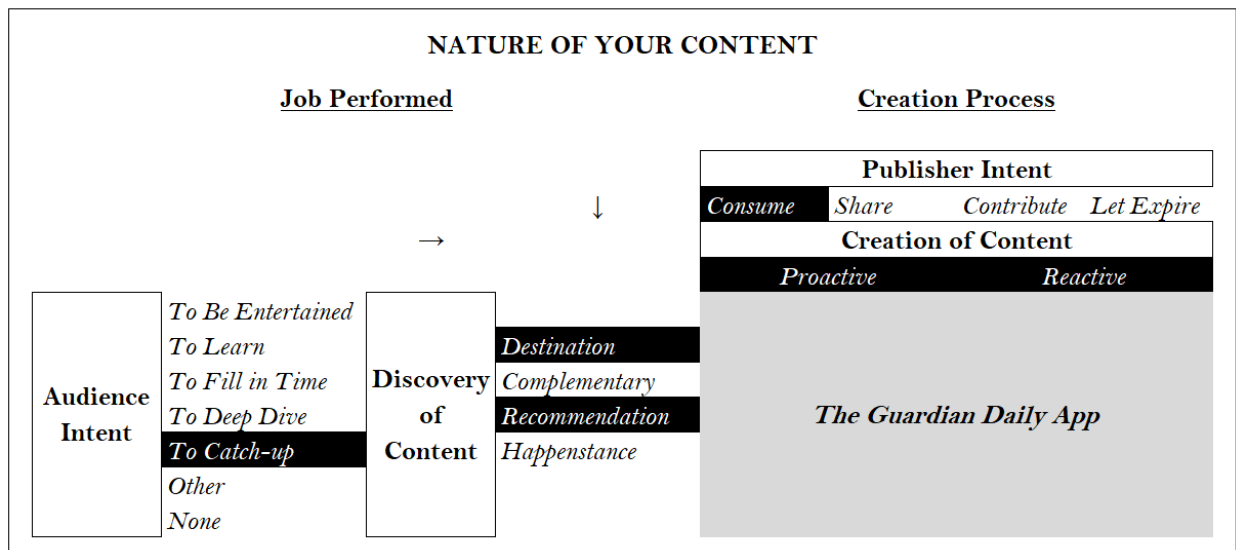 NATURE OF YOUR CONTENT
Job Performed
Creation Process
Publisher Intent
↓
Consume
Share
Contribute
Let Expire
→
Creation of Content
Proactive
Reactive
Audience
Intent
To Be Entertained
To Learn
To Fill in Time
To Deep Dive
To Catch-up
Other
None
Discovery
of
Content
Destination
Complementary
Recommendation
Happenstance
The Guardian Daily App